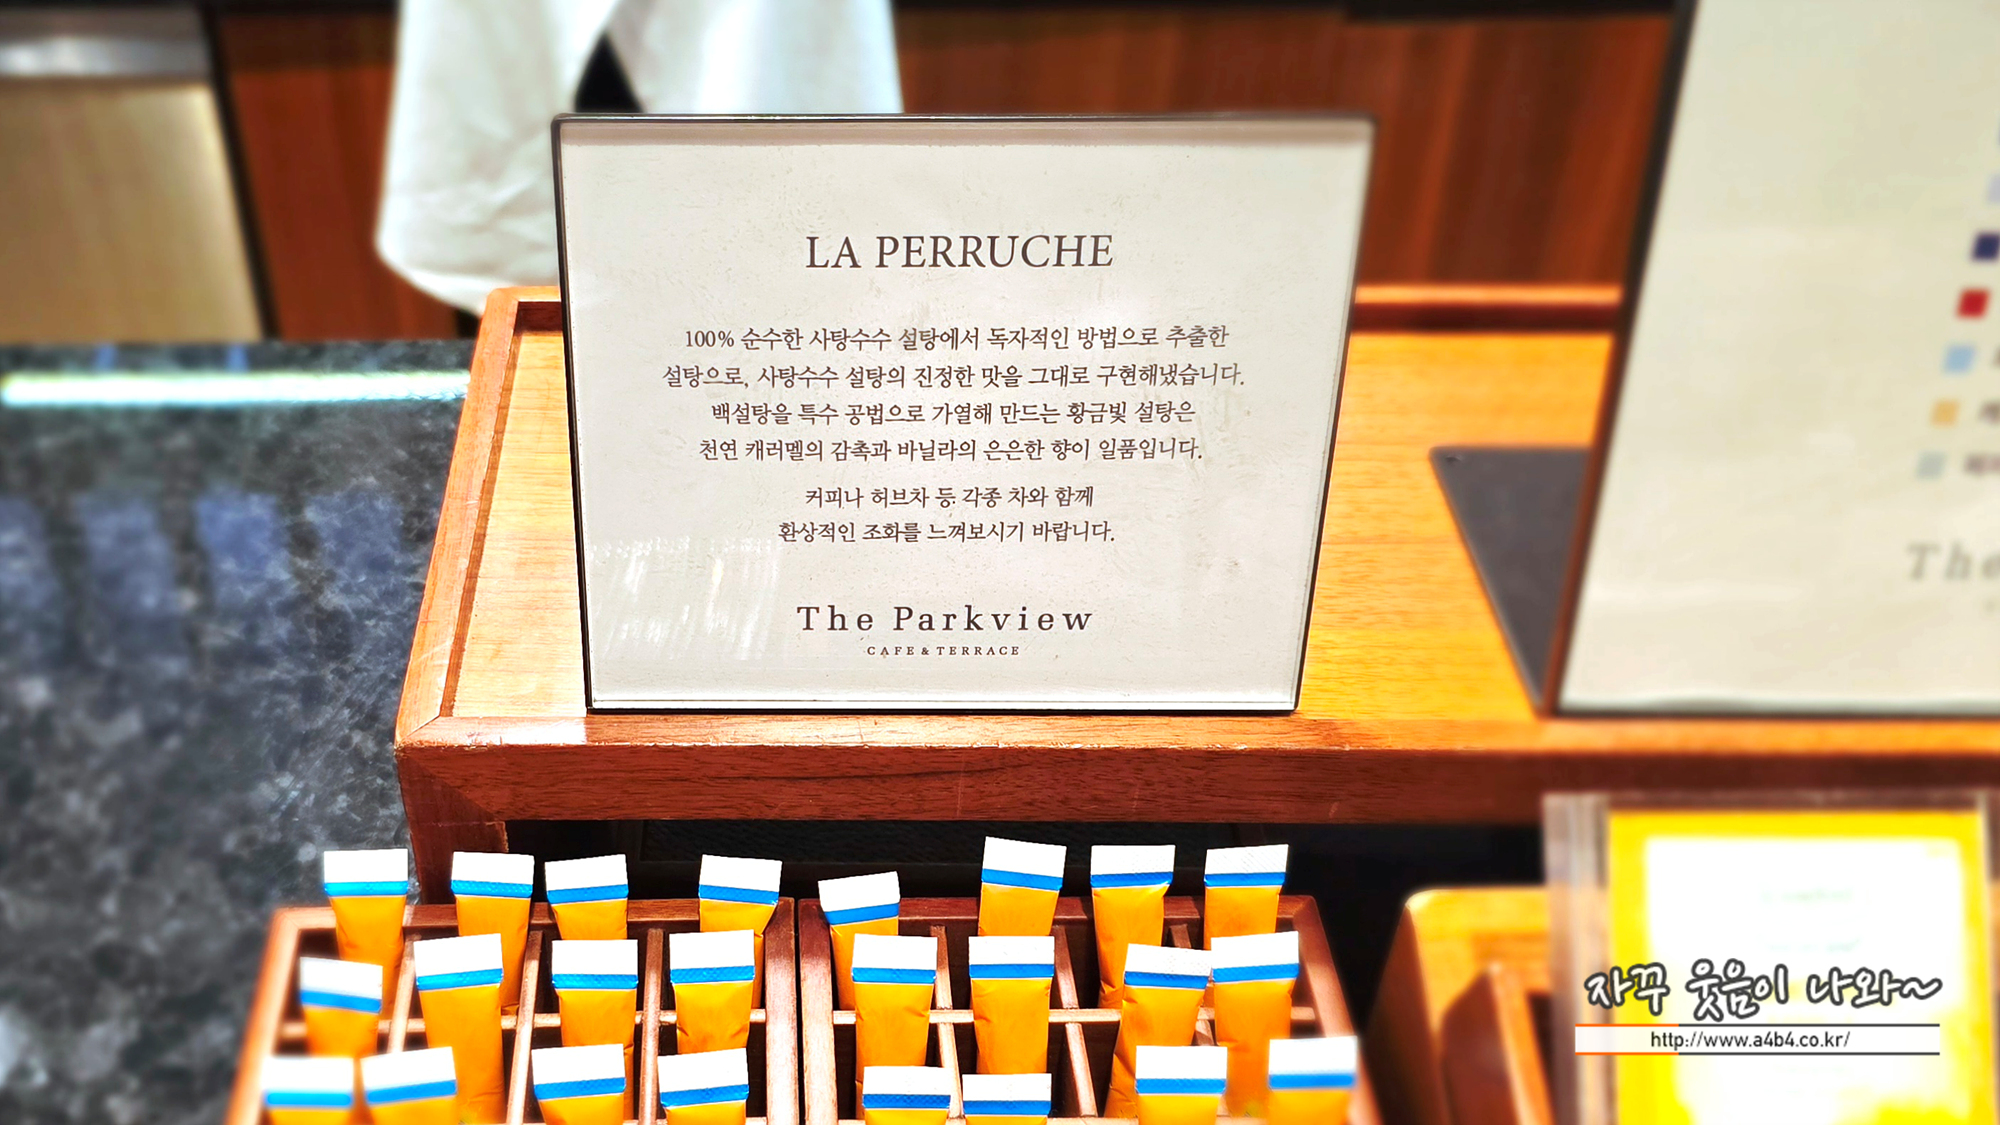 LA PERRUCHE
100% 순수한 사탕수수 설탕에서 독자적인 방법으로 추출한
설탕으로, 사탕수수 설탕의 진정한 맛을 그대로 구현해냈습니다.
백설탕을 특수 공법으로 가열해 만드는 황금빛 설탕은
천연 캐러멜의 감촉과 바닐라의 은은한 향이 일품입니다.
커피나 허브차 등 각종 차와 함께
환상적인 조화를 느껴보시기 바랍니다.
The Parkview
CAFE & TERRACE
The
자꾸 웃음이 나와~
http://www.a4b4.co.kr/